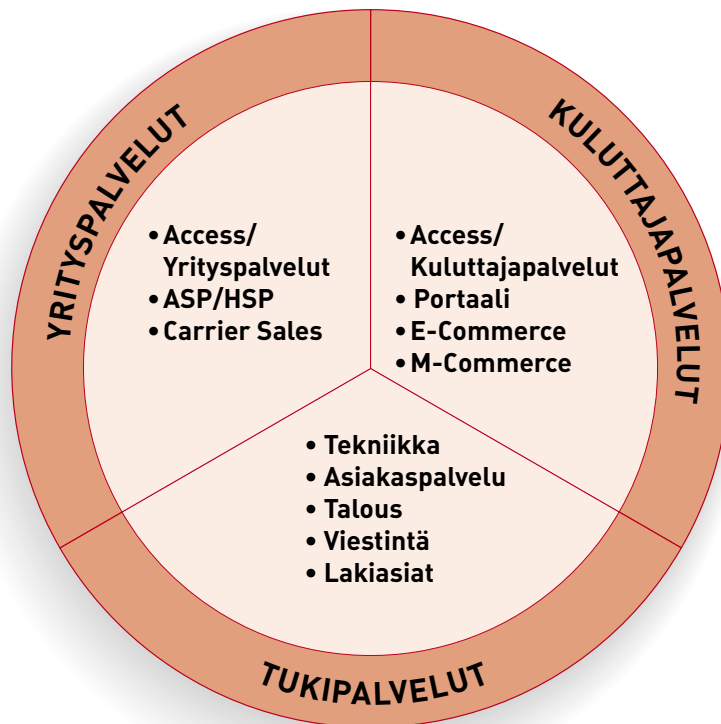 YRITYSPALVELUT
• Access/
Yrityspalvelut
• ASP/HSP
• Carrier Sales
KULUTTAJAPALVELUT
• Access/
Kuluttajapalvelut
• Portaali
• E-Commerce
• M-Commerce
• Tekniikka
• Asiakaspalvelu
• Talous
• Viestintä
• Lakiasiat
TUKIPALVELUT